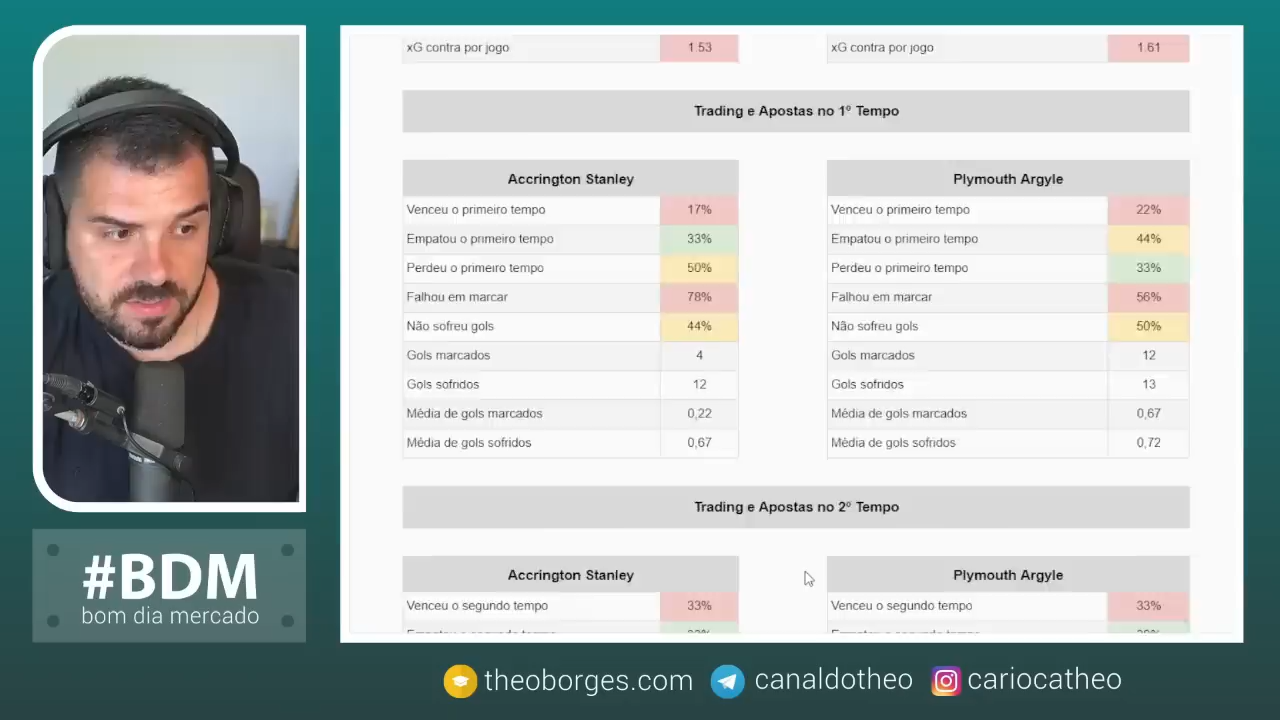 xG contra por jogo 1.53 xG contra por jogo 1.61
Trading e Apostas no 1º Tempo
Accrington Stanley Plymouth Argyle
Venceu o primeiro tempo 17% Venceu o primeiro tempo 22%
Empatou o primeiro tempo 33% Empatou o primeiro tempo 44%
Perdeu o primeiro tempo 50% Perdeu o primeiro tempo 33%
Falhou em marcar 78% Falhou em marcar 56%
Não sofreu gols 44% Não sofreu gols 50%
Gols marcados 4 Gols marcados 12
Gols sofridos 12 Gols sofridos 13
Média de gols marcados 0,22 Média de gols marcados 0,67
Média de gols sofridos 0,67 Média de gols sofridos 0,72
Trading e Apostas no 2º Tempo
Accrington Stanley Plymouth Argyle
Venceu o segundo tempo 33% Venceu o segundo tempo 33%
#BDM
bom dia mercado
theoborges.com canaldotheo cariocatheo